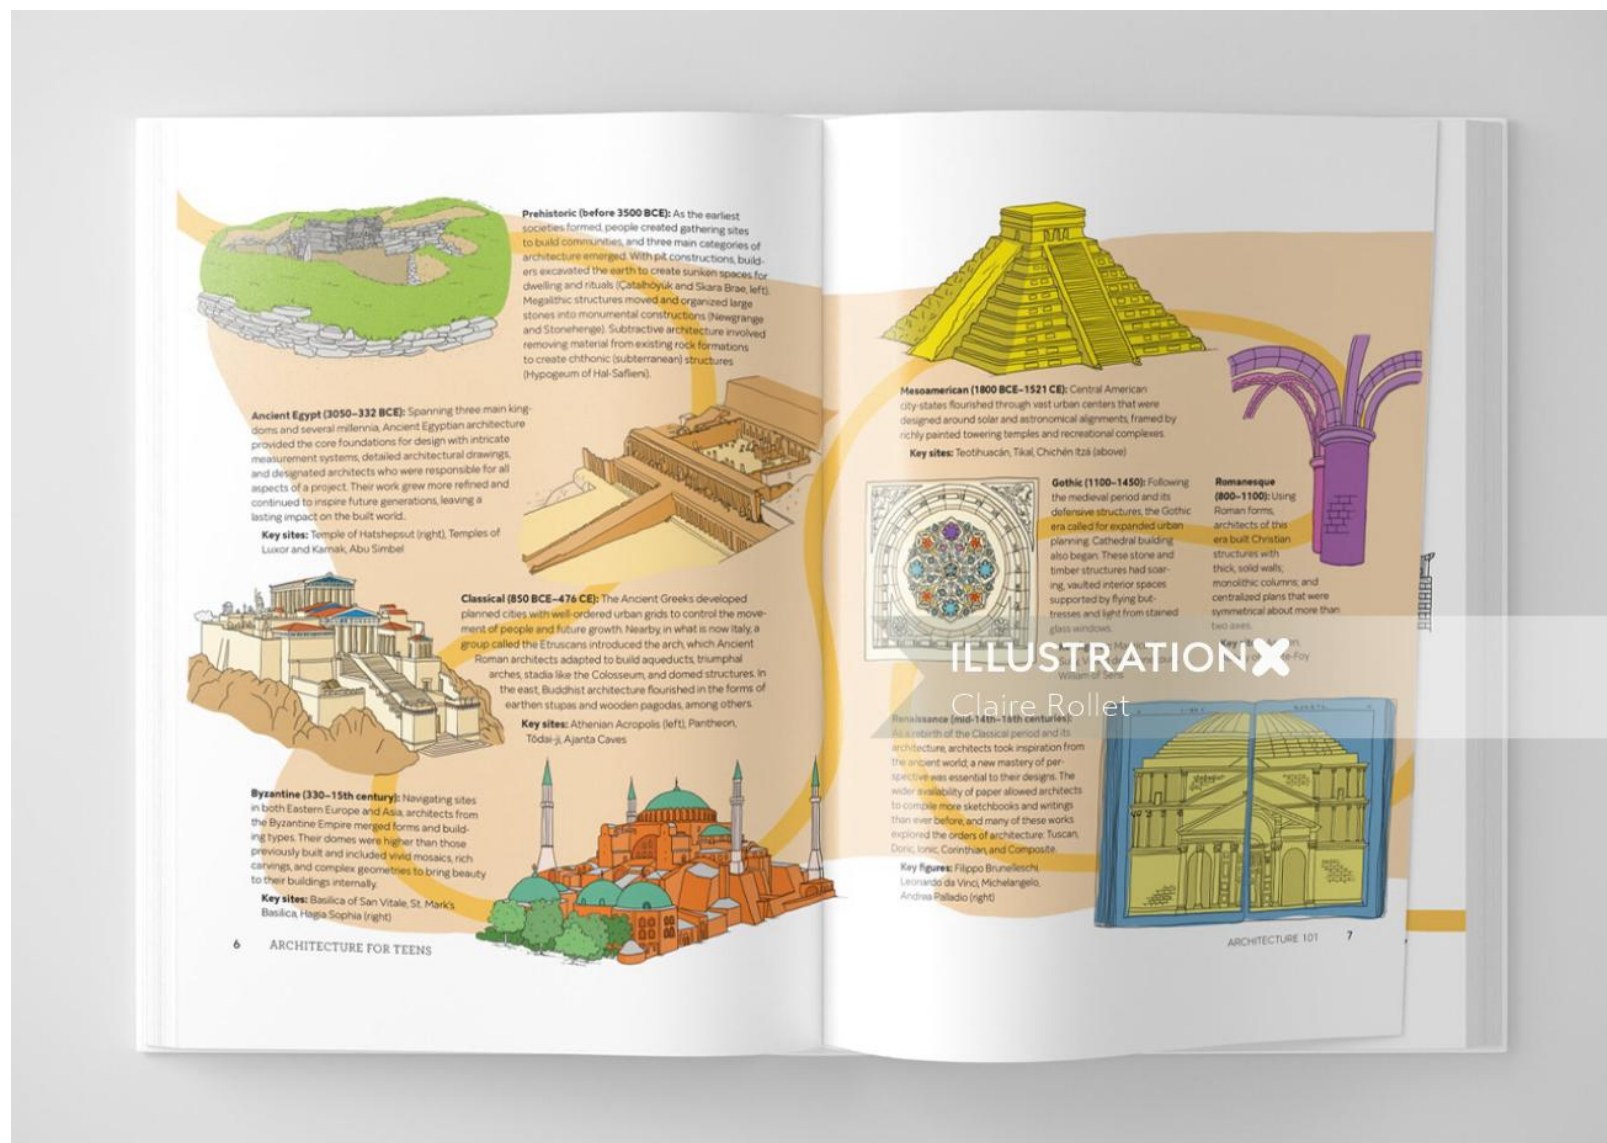 Prehistoric (before 3500 BCE): As the earliest
societies formed, people created gathering sites
to build communities, and three main categories of
architecture emerged. With pit constructions, build-
ers excavated the earth to create sunken spaces for
dwelling and rituals (Çatalhöyük and Skara Brae, left).
Megalithic structures moved and organized large
stones into monumental constructions (Newgrange
and Stonehenge). Subtractive architecture involved
removing material from existing rock formations
to create chthonic (subterranean) structures
(Hypogeum of Hal-Saflieni).
Ancient Egypt (3050–332 BCE): Spanning three main king-
doms and several millennia, Ancient Egyptian architecture
provided the core foundations for design with intricate
measurement systems, detailed architectural drawings,
and designated architects who were responsible for all
aspects of a project. Their work grew more refined and
continued to inspire future generations, leaving a
lasting impact on the built world.
Key sites: Temple of Hatshepsut (right), Temples of
Luxor and Karnak, Abu Simbel
Classical (850 BCE–476 CE): The Ancient Greeks developed
planned cities with well-ordered urban grids to control the move-
ment of people and future growth. Nearby, in what is now Italy, a
group called the Etruscans introduced the arch, which Ancient
Roman architects adapted to build aqueducts, triumphal
arches, stadia like the Colosseum, and domed structures. In
the east, Buddhist architecture flourished in the forms of
earthen stupas and wooden pagodas, among others.
Key sites: Athenian Acropolis (left), Pantheon,
Tōdai-ji, Ajanta Caves
Byzantine (330–15th century): Navigating sites
in both Eastern Europe and Asia, architects from
the Byzantine Empire merged forms and build-
ing types. Their domes were higher than those
previously built and included vivid mosaics, rich
carvings, and complex geometries to bring beauty
to their buildings internally.
Key sites: Basilica of San Vitale, St. Mark's
Basilica, Hagia Sophia (right)
6 ARCHITECTURE FOR TEENS
Mesoamerican (1800 BCE–1521 CE): Central American
city-states flourished through vast urban centers that were
designed around solar and astronomical alignments, framed by
richly painted towering temples and recreational complexes.
Key sites: Teotihuacán, Tikal, Chichén Itzá (above)
Gothic (1100–1450): Following
the medieval period and its
defensive structures, the Gothic
era called for expanded urban
planning. Cathedral building
also began. These stone and
timber structures had soar-
ing, vaulted interior spaces
supported by flying but-
tresses and light from stained
glass windows.
William of Sens
Romanesque
(800–1100): Using
Roman forms,
architects of this
era built Christian
structures with
thick, solid walls;
monolithic columns; and
centralized plans that were
symmetrical about more than
two axes.
ILLUSTRATIONX
Claire Rollet
Renaissance (mid-14th–16th centuries):
As a rebirth of the Classical period and its
architecture, architects took inspiration from
the ancient world; a new mastery of per-
spective was essential to their designs. The
wider availability of paper allowed architects
to compile more sketchbooks and writings
than ever before, and many of these works
explored the orders of architecture: Tuscan,
Doric, Ionic, Corinthian, and Composite.
Key figures: Filippo Brunelleschi,
Leonardo da Vinci, Michelangelo,
Andrea Palladio (right)
ARCHITECTURE 101 7